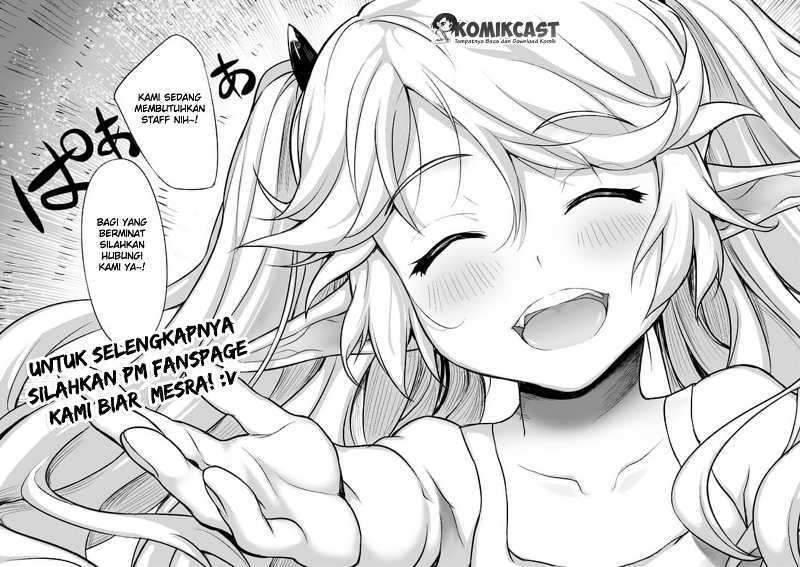 KOMIKCAST
Tempatnya Baca dan Download Komik
KAMI SEDANG
MEMBUTUHKAN
STAFF NIH~!
ぱあぁ
BAGI YANG
BERMINAT
SILAHKAN
HUBUNGI
KAMI YA~!
UNTUK SELENGKAPNYA
SILAHKAN PM FANSPAGE
KAMI BIAR MESRA! :V